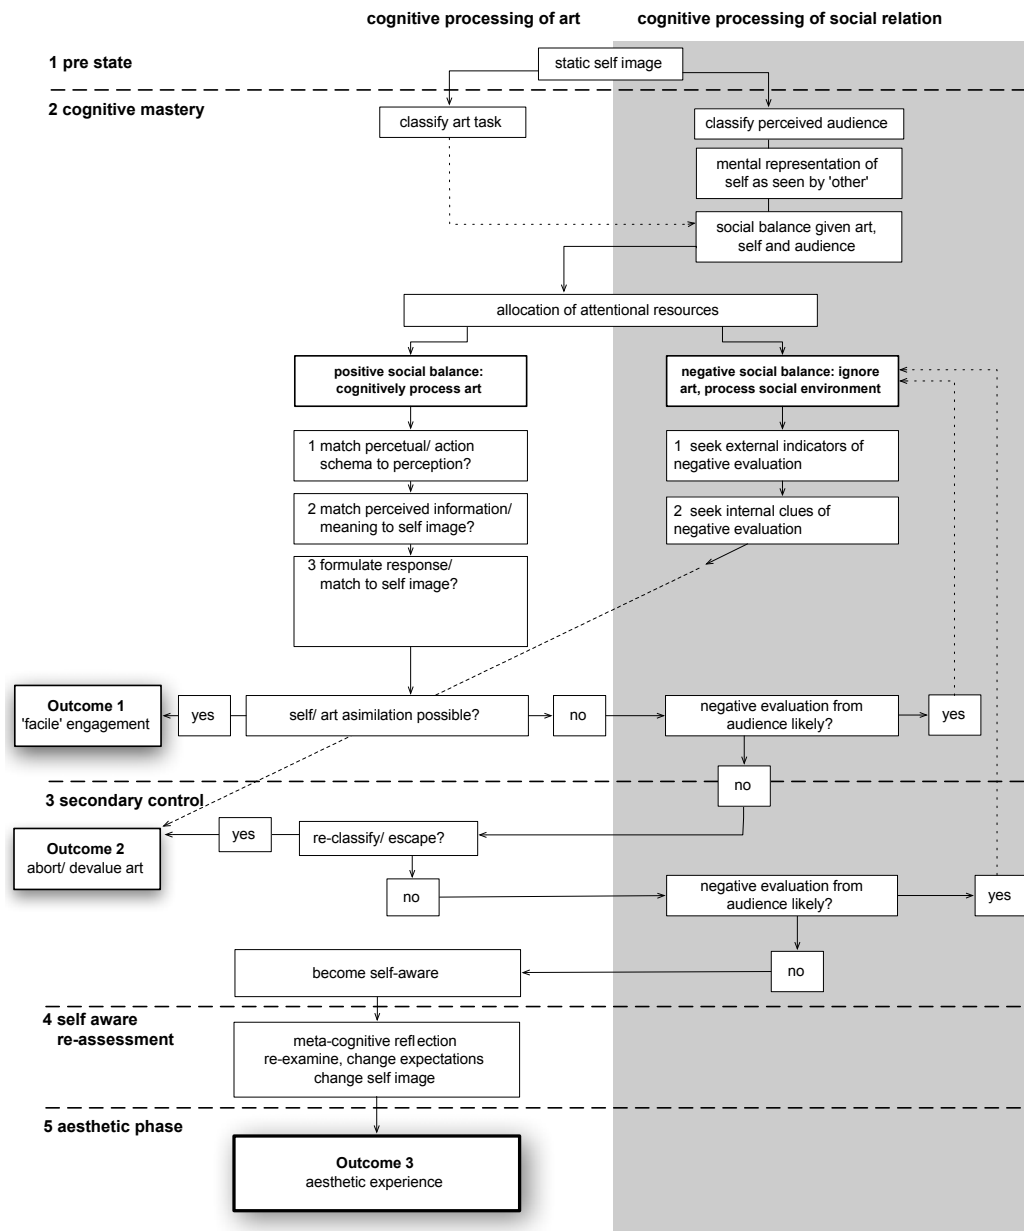 cognitive processing of art
cognitive processing of social relation
1 pre state
static self image
2 cognitive mastery
classify art task
classify perceived audience
mental representation of
self as seen by 'other'
social balance given art,
self and audience
allocation of attentional resources
positive social balance:
cognitively process art
negative social balance: ignore
art, process social environment
1 match percetual/ action
schema to perception?
1 seek external indicators of
negative evaluation
2 match perceived information/
meaning to self image?
2 seek internal clues of
negative evaluation
3 formulate response/
match to self image?
Outcome 1
'facile' engagement
yes
self/ art asimilation possible?
no
negative evaluation from
audience likely?
yes
no
3 secondary control
Outcome 2
abort/ devalue art
yes
re-classify/ escape?
no
negative evaluation from
audience likely?
yes
become self-aware
no
4 self aware
re-assessment
meta-cognitive reflection
re-examine, change expectations
change self image
5 aesthetic phase
Outcome 3
aesthetic experience